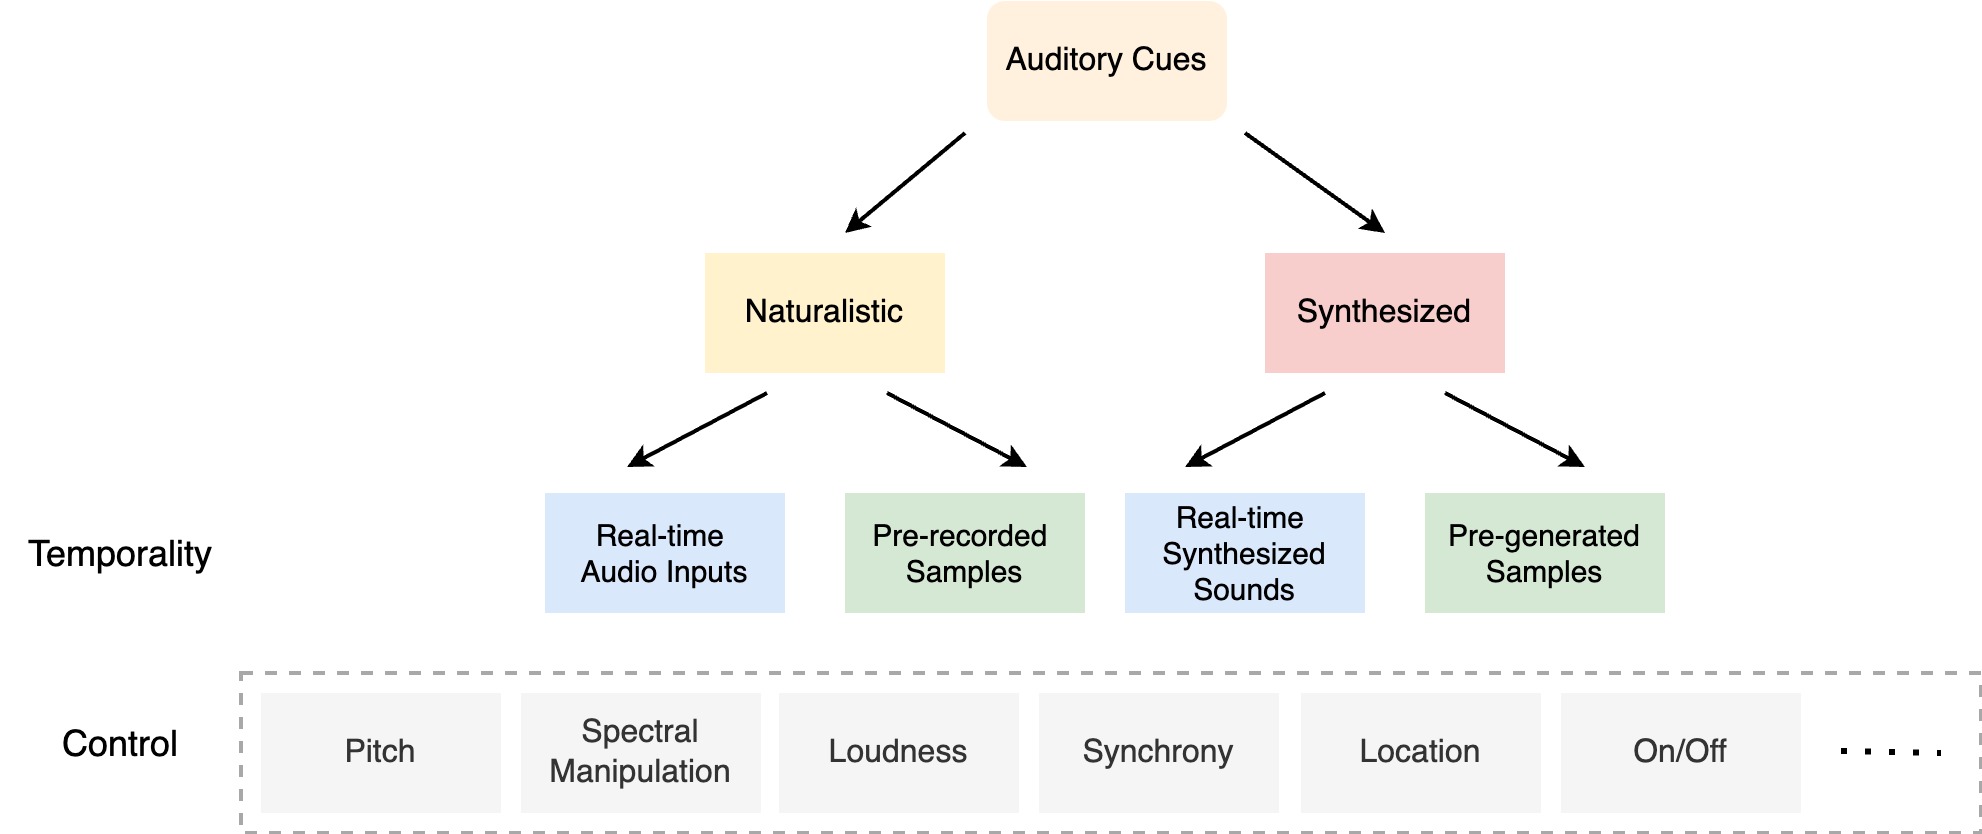 Auditory Cues
Naturalistic
Synthesized
Temporality
Real-time
Audio Inputs
Pre-recorded
Samples
Real-time
Synthesized
Sounds
Pre-generated
Samples
Control
Pitch
Spectral
Manipulation
Loudness
Synchrony
Location
On/Off
.....